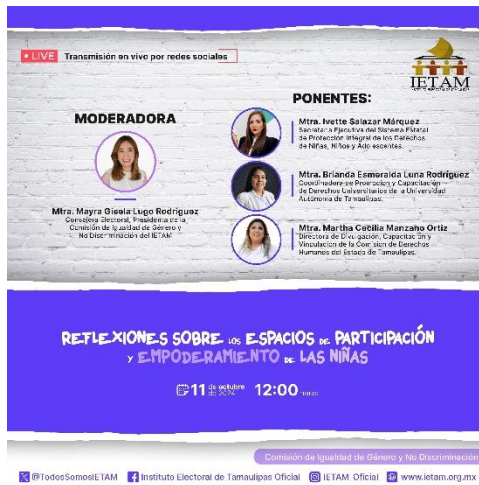 • LIVE Transmisión en vivo por redes sociales
IETAM
MODERADORA
Mtra. Mayra Gisela Lugo Rodríguez
Consejera Electoral, Presidenta de la
Comisión de Igualdad de Género y
No Discriminación del IETAM
PONENTES:
Mtra. Ivette Salazar Márquez
Secretaria Ejecutiva del Sistema Estatal
de Protección Integral de los Derechos
de Niñas, Niños y Adolescentes.
Mtra. Brianda Esmeralda Luna Rodríguez
Coordinadora de Promoción y Capacitación
de Derechos Universitarios de la Universidad
Autónoma de Tamaulipas.
Mtra. Martha Cecilia Manzano Ortiz
Directora de Divulgación, Capacitación y
Vinculación de la Comisión de Derechos
Humanos del Estado de Tamaulipas.
REFLEXIONES SOBRE LOS ESPACIOS DE PARTICIPACIÓN
Y EMPODERAMIENTO DE LAS NIÑAS
11 de octubre de 2024 12:00 horas
Comisión de Igualdad de Género y No Discriminación
@TodosSomosIETAM Instituto Electoral de Tamaulipas Oficial IETAM Oficial www.ietam.org.mx